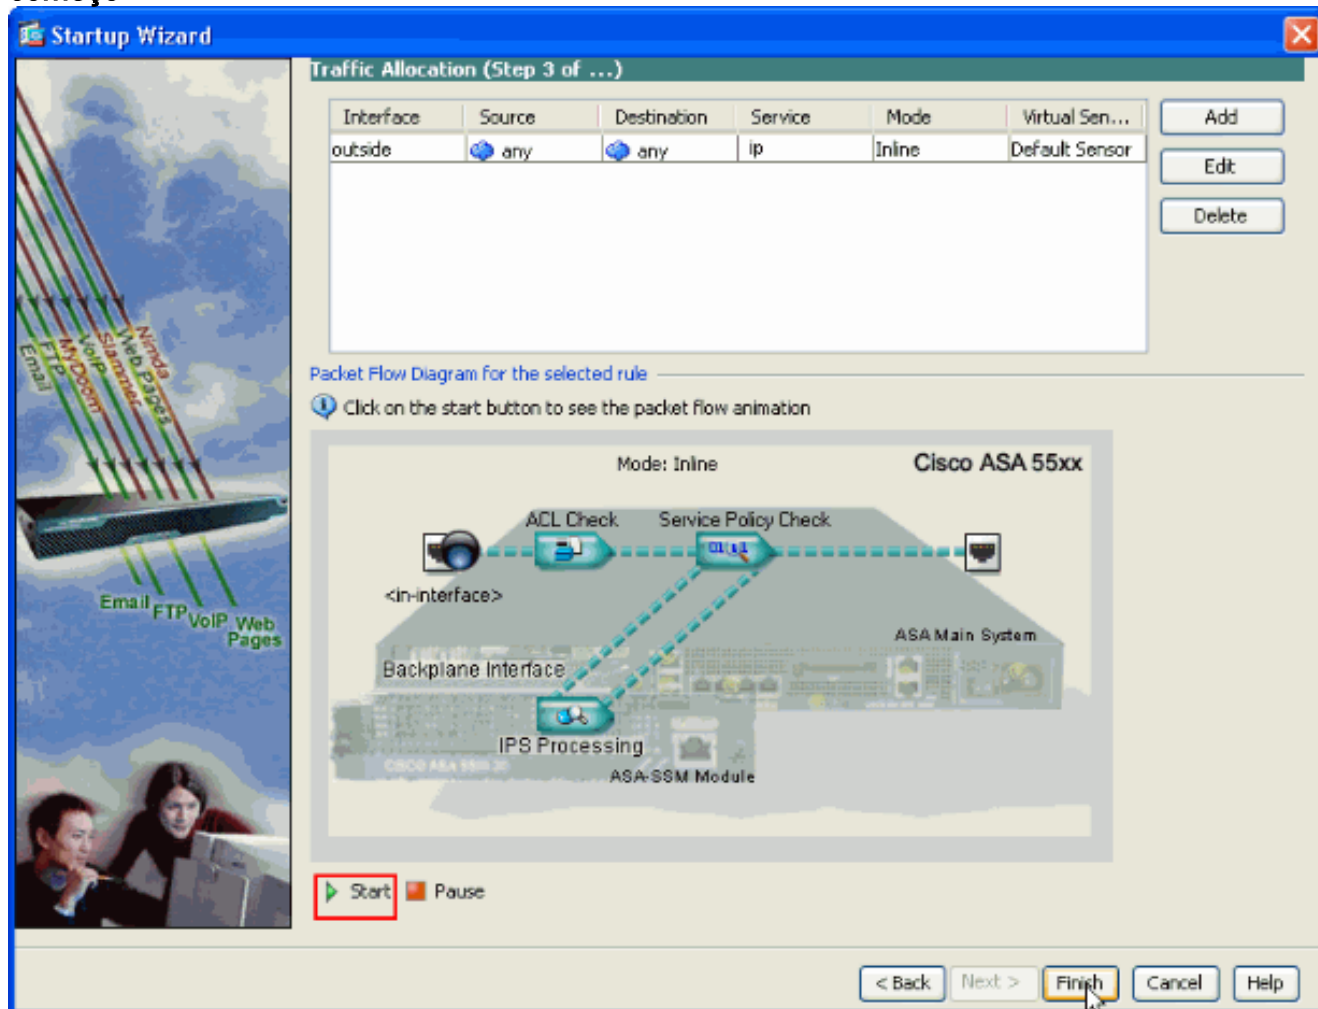 Startup Wizard
Traffic Allocation (Step 3 of ...)
Interface Source Destination Service Mode Virtual Sen...
outside any any ip Inline Default Sensor
Add
Edit
Delete
Nimda
Web Pages
Slammer
VoIP
MyDoom
FTP
Email
Email FTP VoIP Web Pages
Packet Flow Diagram for the selected rule
Click on the start button to see the packet flow animation
Mode: Inline
Cisco ASA 55xx
ACL Check
Service Policy Check
<in-interface>
ASA Main System
Backplane Interface
IPS Processing
ASA-SSM Module
Start
Pause
< Back
Next >
Finish
Cancel
Help